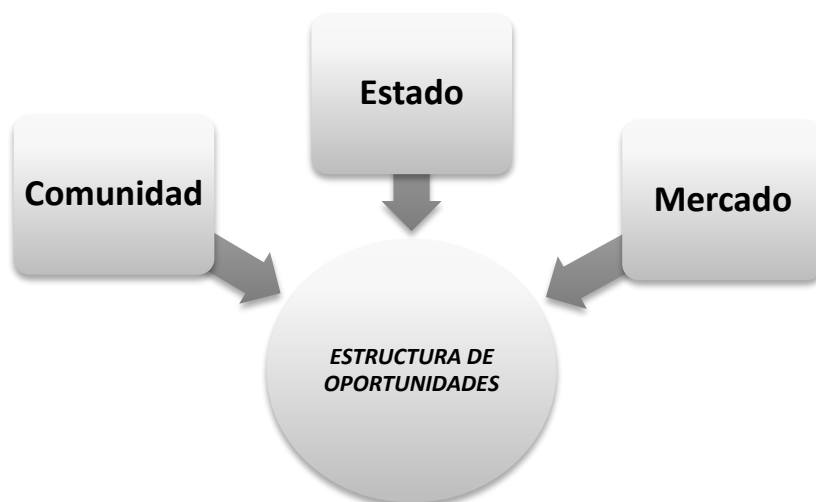 Estado
Comunidad
Mercado
ESTRUCTURA DE
OPORTUNIDADES